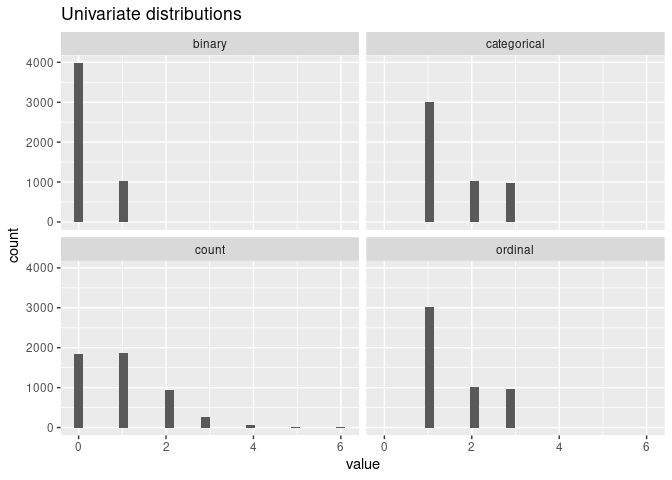 Univariate distributions
binary
categorical
4000
3000
2000
1000
0
count
ordinal
4000
3000
2000
1000
0
count
0 2 4 6
0 2 4 6
value